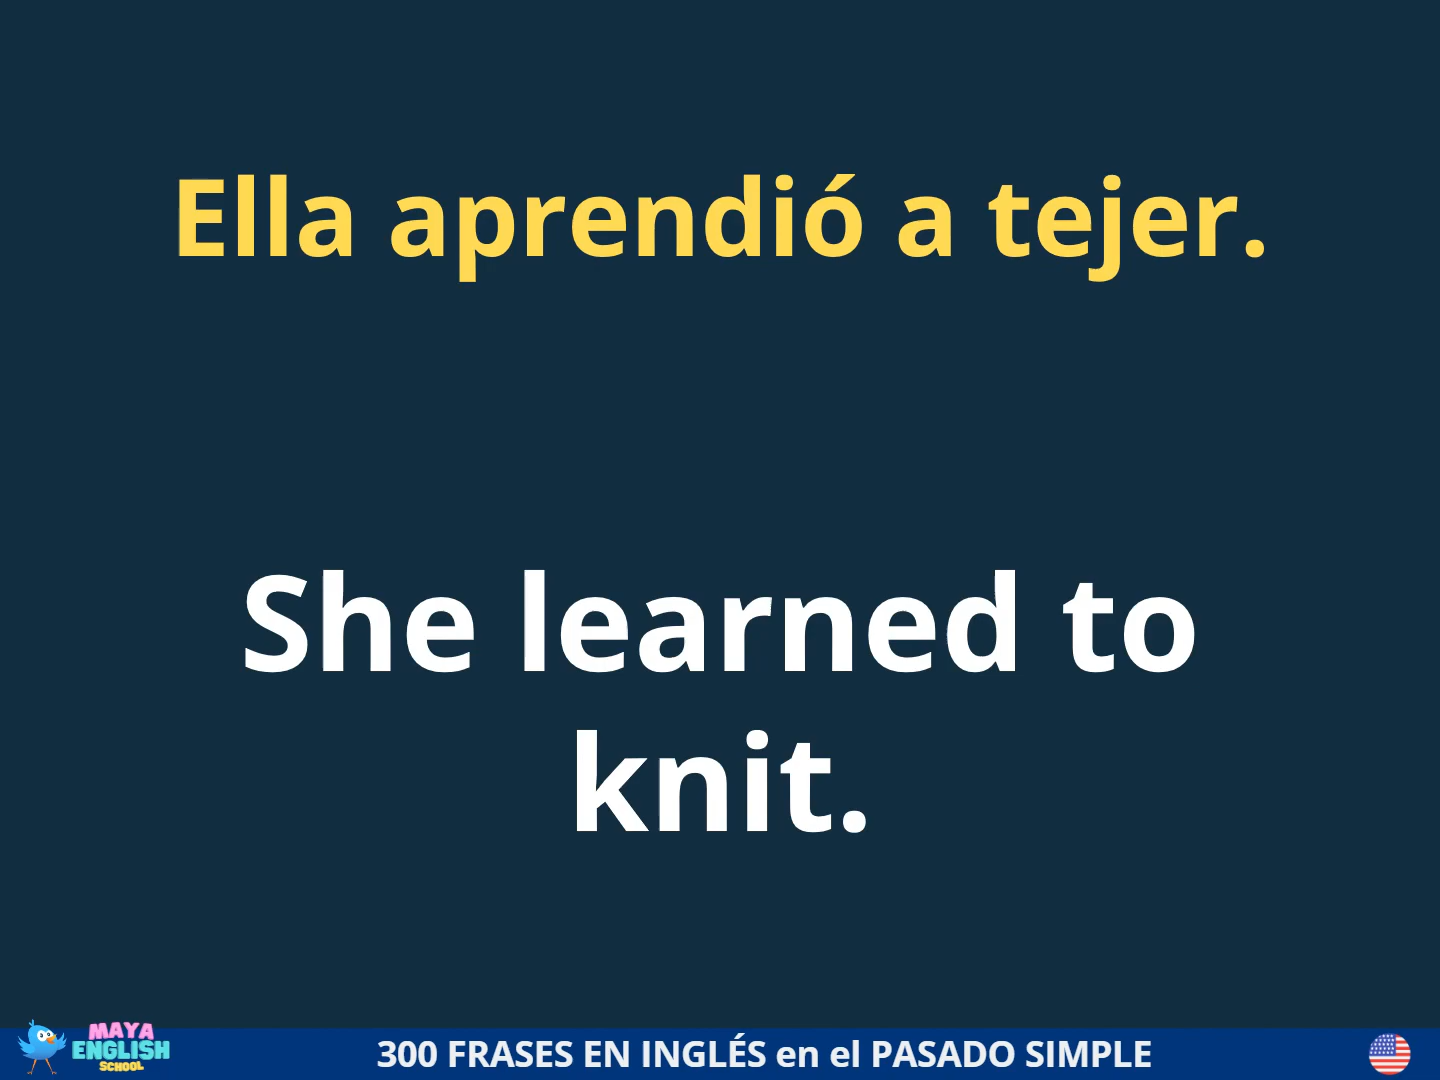 Ella aprendió a tejer.
She learned to
knit.
MAYA
ENGLISH
SCHOOL
300 FRASES EN INGLÉS en el PASADO SIMPLE